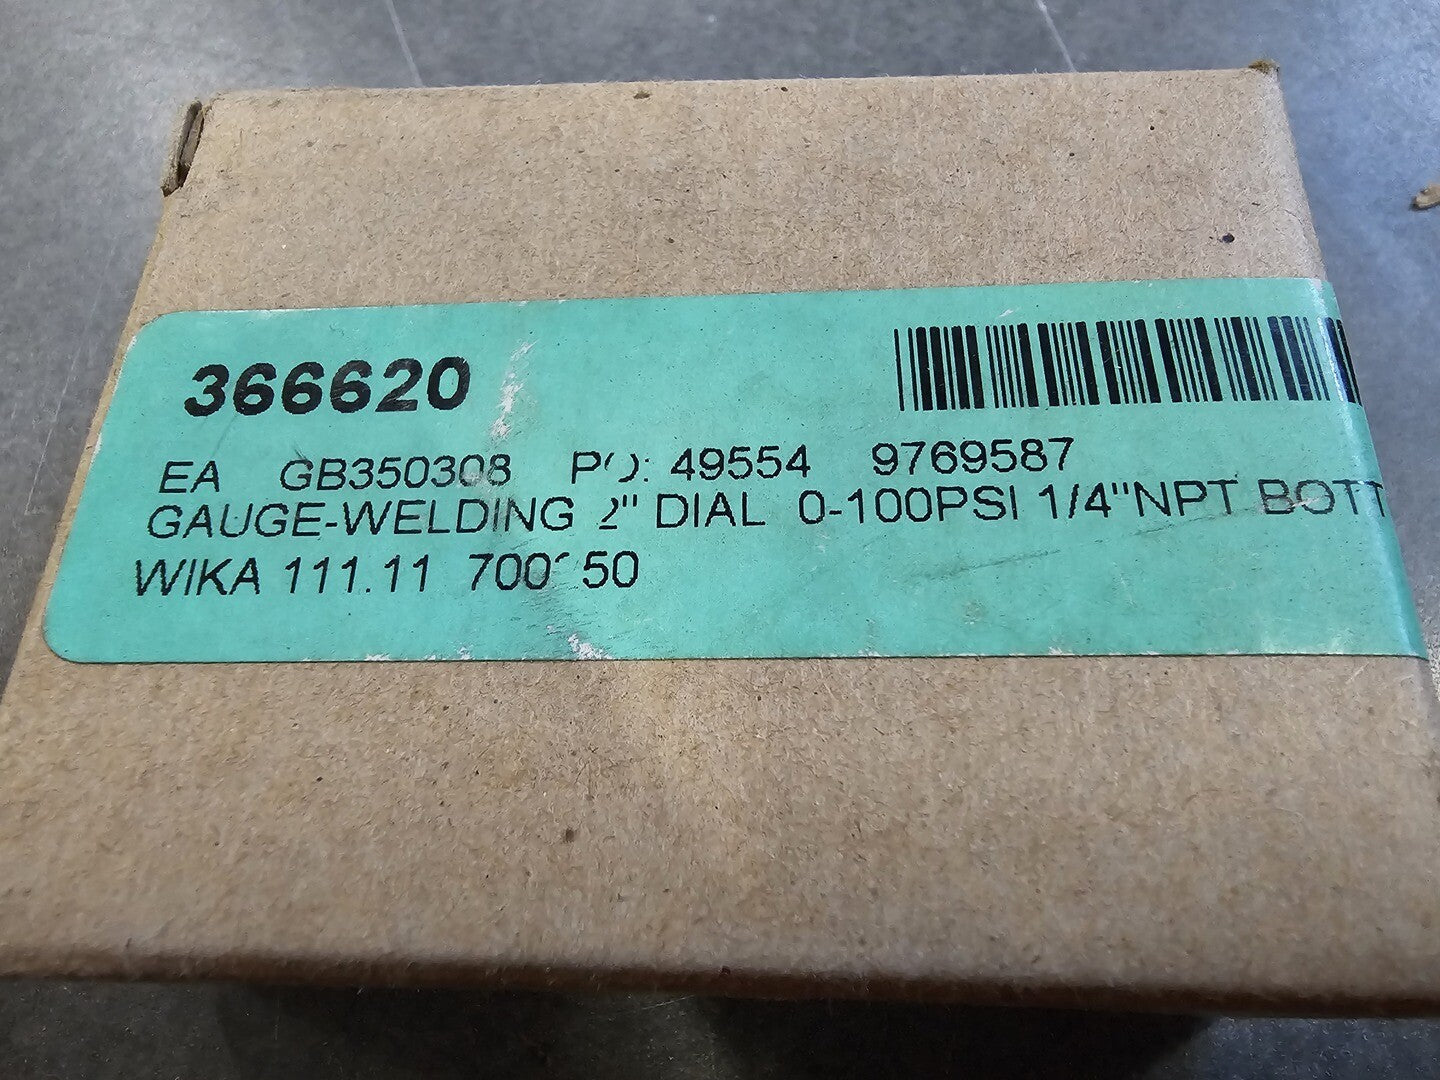 366620
EA GB350308 PO: 49554 9769587
GAUGE-WELDING 2" DIAL 0-100PSI 1/4"NPT BOTT
WIKA 111.11